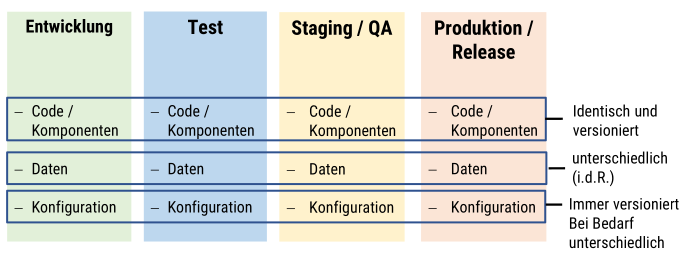 Entwicklung
Test
Staging / QA
Produktion /
Release
– Code /
Komponenten
– Code /
Komponenten
– Code /
Komponenten
– Code /
Komponenten
Identisch und
versioniert
– Daten
– Daten
– Daten
– Daten
unterschiedlich
(i.d.R.)
– Konfiguration
– Konfiguration
– Konfiguration
– Konfiguration
Immer versioniert
Bei Bedarf
unterschiedlich